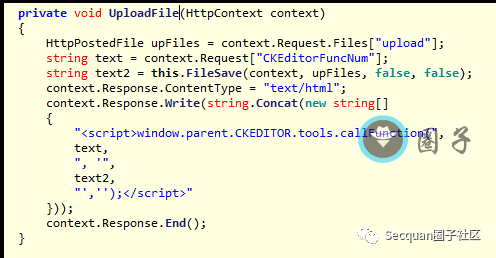 private void UploadFile(HttpContext context)
{
    HttpPostedFile upFiles = context.Request.Files["upload"];
    string text = context.Request["CKEditorFuncNum"];
    string text2 = this.FileSave(context, upFiles, false, false);
    context.Response.ContentType = "text/html";
    context.Response.Write(string.Concat(new string[]
    {
        "<script>window.parent.CKEDITOR.tools.callFunction(",
        text,
        ", '",
        text2,
        "','');</script>"
    }));
    context.Response.End();
}
圈子
Secquan圈子社区